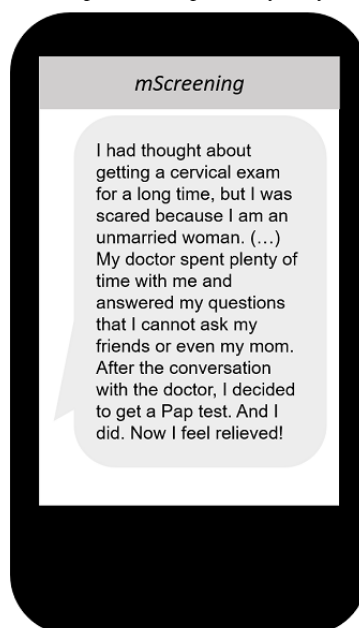 mScreening
I had thought about
getting a cervical exam
for a long time, but I was
scared because I am an
unmarried woman. (…)
My doctor spent plenty of
time with me and
answered my questions
that I cannot ask my
friends or even my mom.
After the conversation
with the doctor, I decided
to get a Pap test. And I
did. Now I feel relieved!